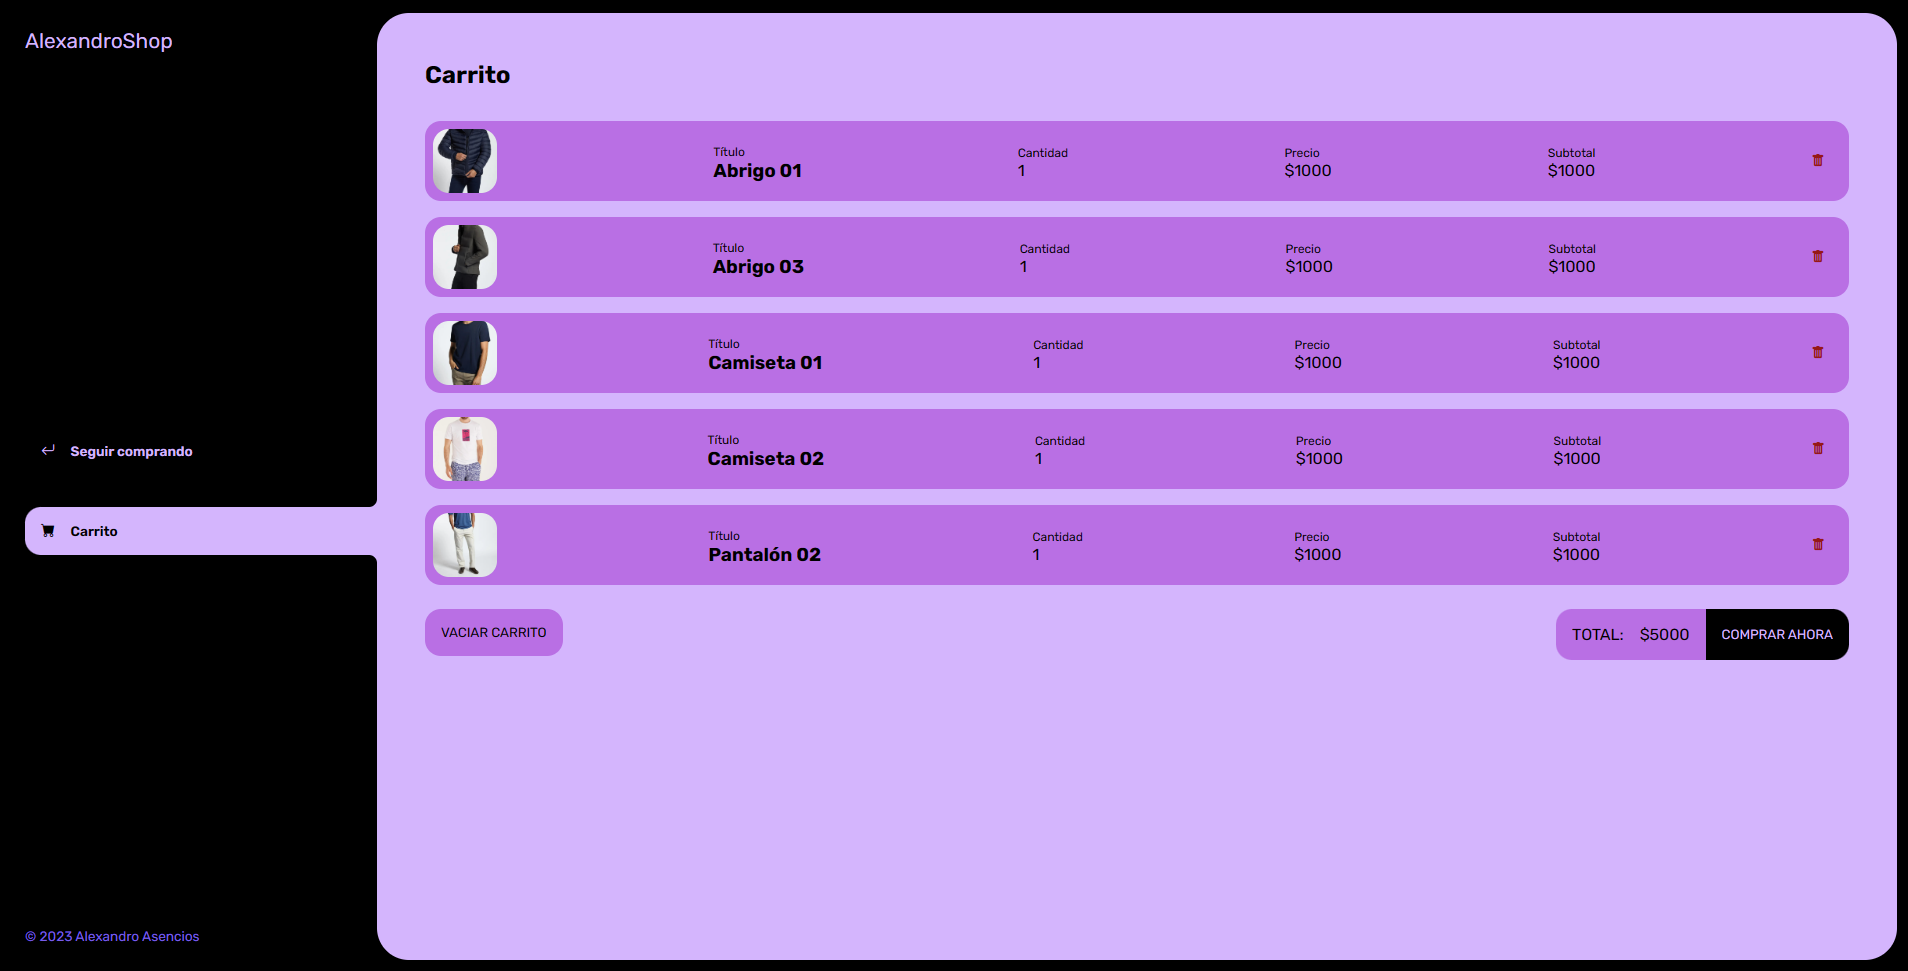 AlexandroShop
Seguir comprando
Carrito
© 2023 Alexandro Asencios
Carrito
Título Cantidad Precio Subtotal
Abrigo 01 1 $1000 $1000
Título Cantidad Precio Subtotal
Abrigo 03 1 $1000 $1000
Título Cantidad Precio Subtotal
Camiseta 01 1 $1000 $1000
Título Cantidad Precio Subtotal
Camiseta 02 1 $1000 $1000
Título Cantidad Precio Subtotal
Pantalón 02 1 $1000 $1000
VACIAR CARRITO TOTAL: $5000 COMPRAR AHORA